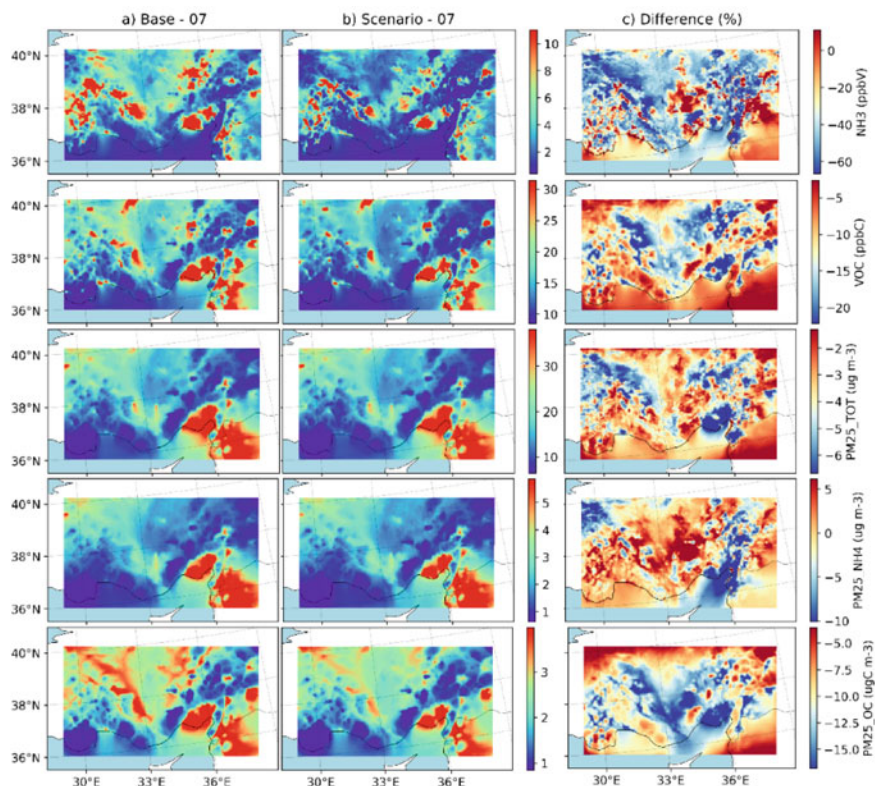 a) Base - 07
b) Scenario - 07
c) Difference (%)
40°N
38°N
36°N
10
8
6
4
2
0
−20
−40
−60
NH3 (ppbV)
40°N
38°N
36°N
30
25
20
15
10
−5
−10
−15
−20
VOC (ppbC)
40°N
38°N
36°N
30
20
10
−2
−3
−4
−5
−6
PM25_TOT (ug m-3)
40°N
38°N
36°N
5
4
3
2
1
5
0
−5
−10
PM25_NH4 (ug m-3)
40°N
38°N
36°N
3
2
1
−5.0
−7.5
−10.0
−12.5
−15.0
PM25_OC (ugC m-3)
30°E 33°E 36°E 30°E 33°E 36°E 30°E 33°E 36°E